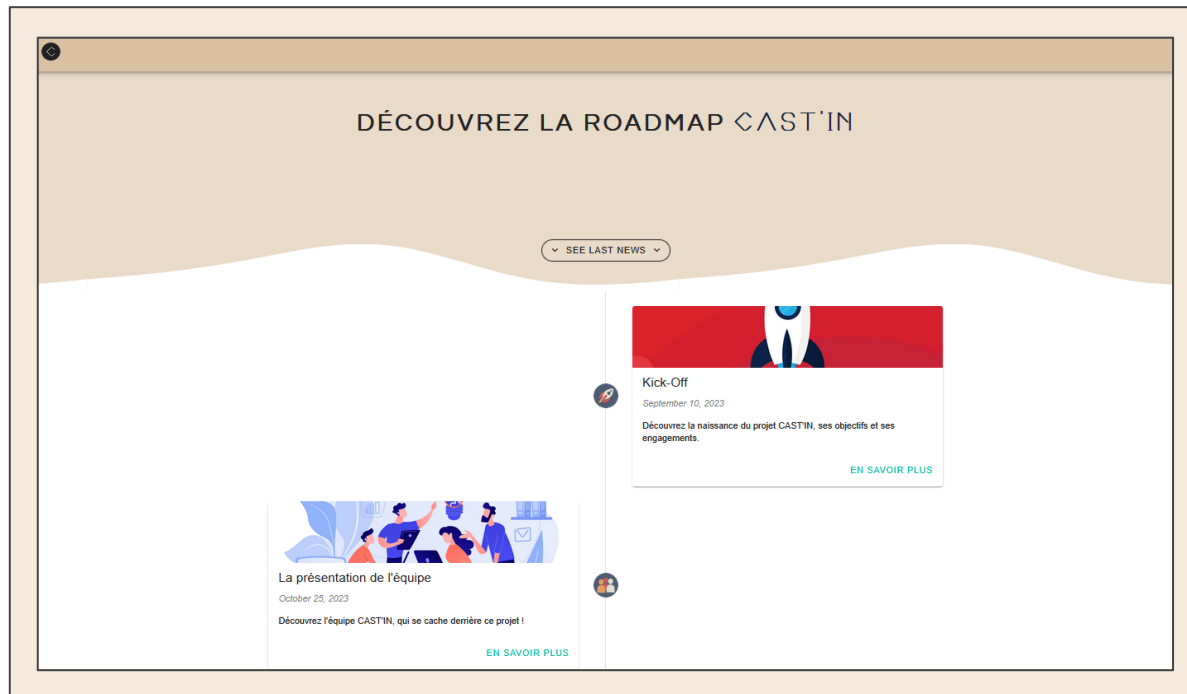 DÉCOUVREZ LA ROADMAP CAST'IN
SEE LAST NEWS
Kick-Off
September 10, 2023
Découvrez la naissance du projet CAST'IN, ses objectifs et ses
engagements.
EN SAVOIR PLUS
La présentation de l'équipe
October 25, 2023
Découvrez l'équipe CAST'IN, qui se cache derrière ce projet !
EN SAVOIR PLUS